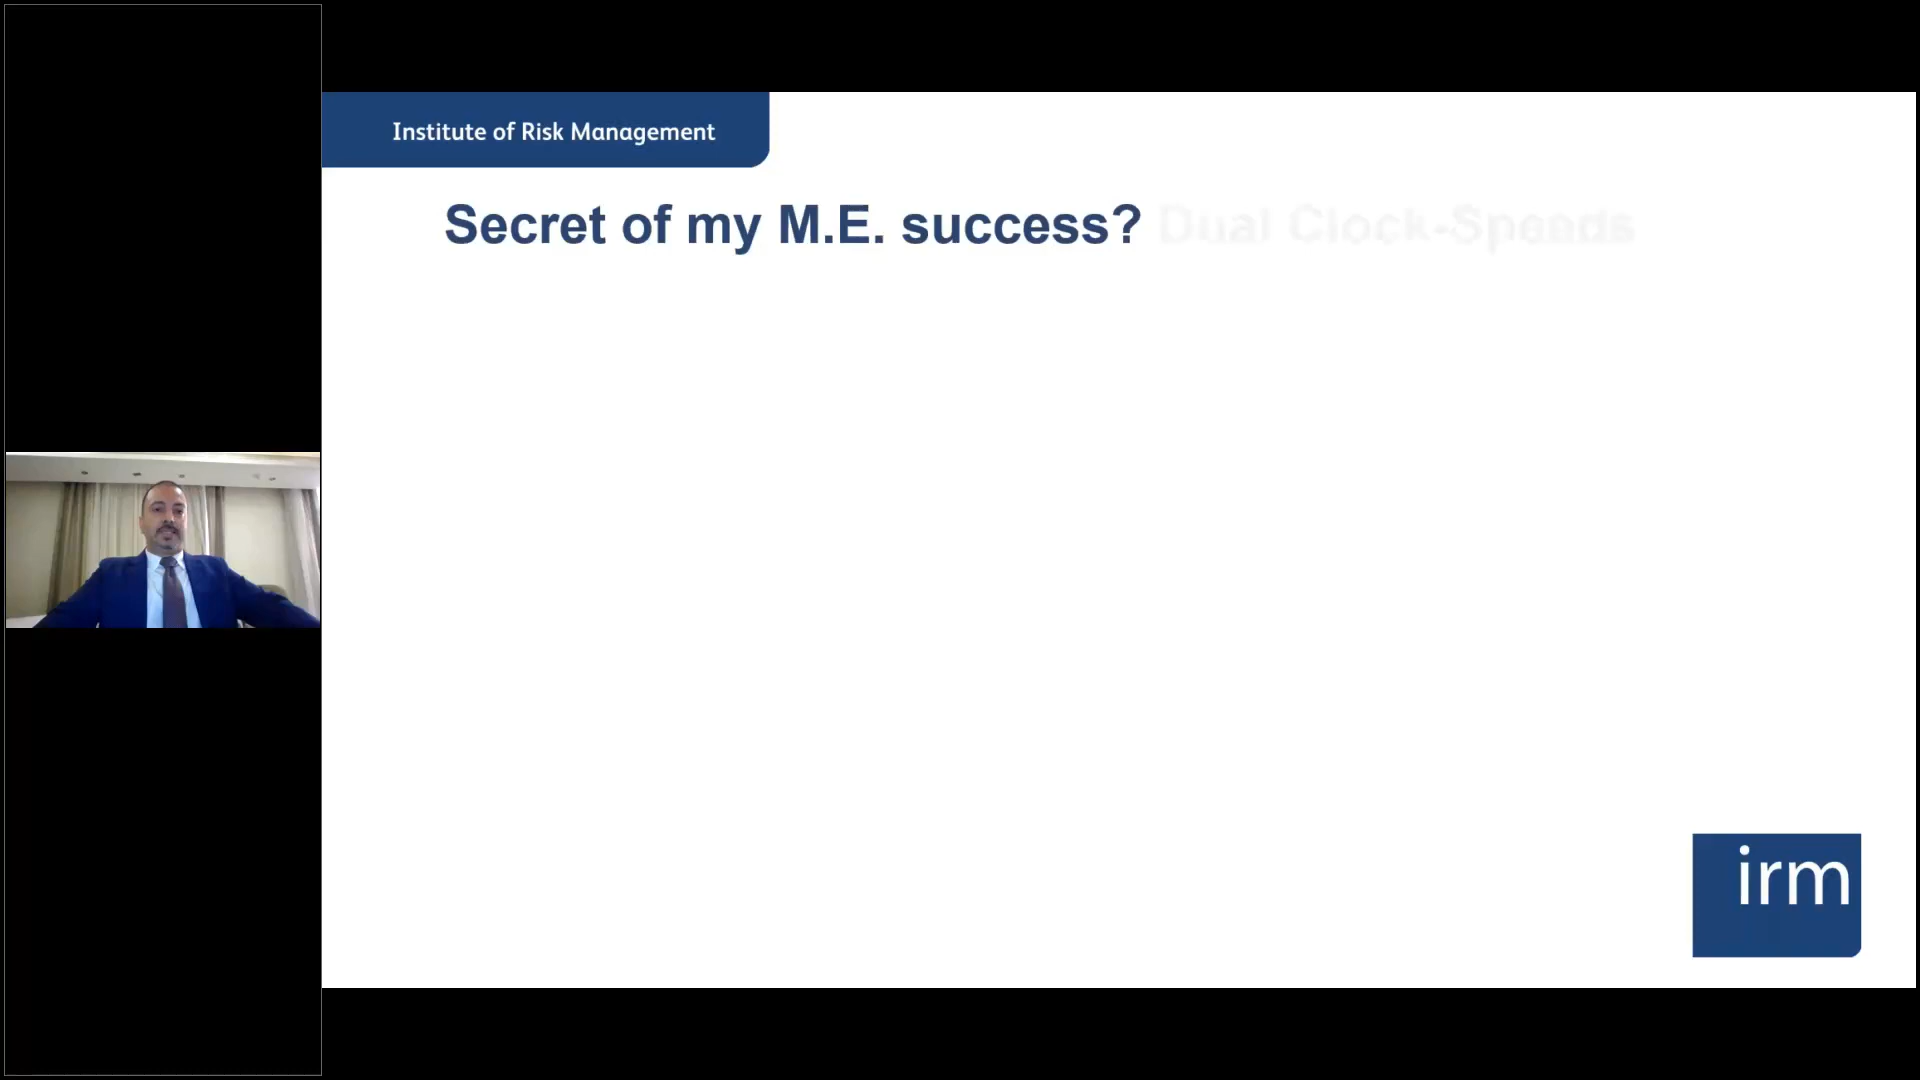 Institute of Risk Management
Secret of my M.E. success? Dual Clock-Speeds
irm